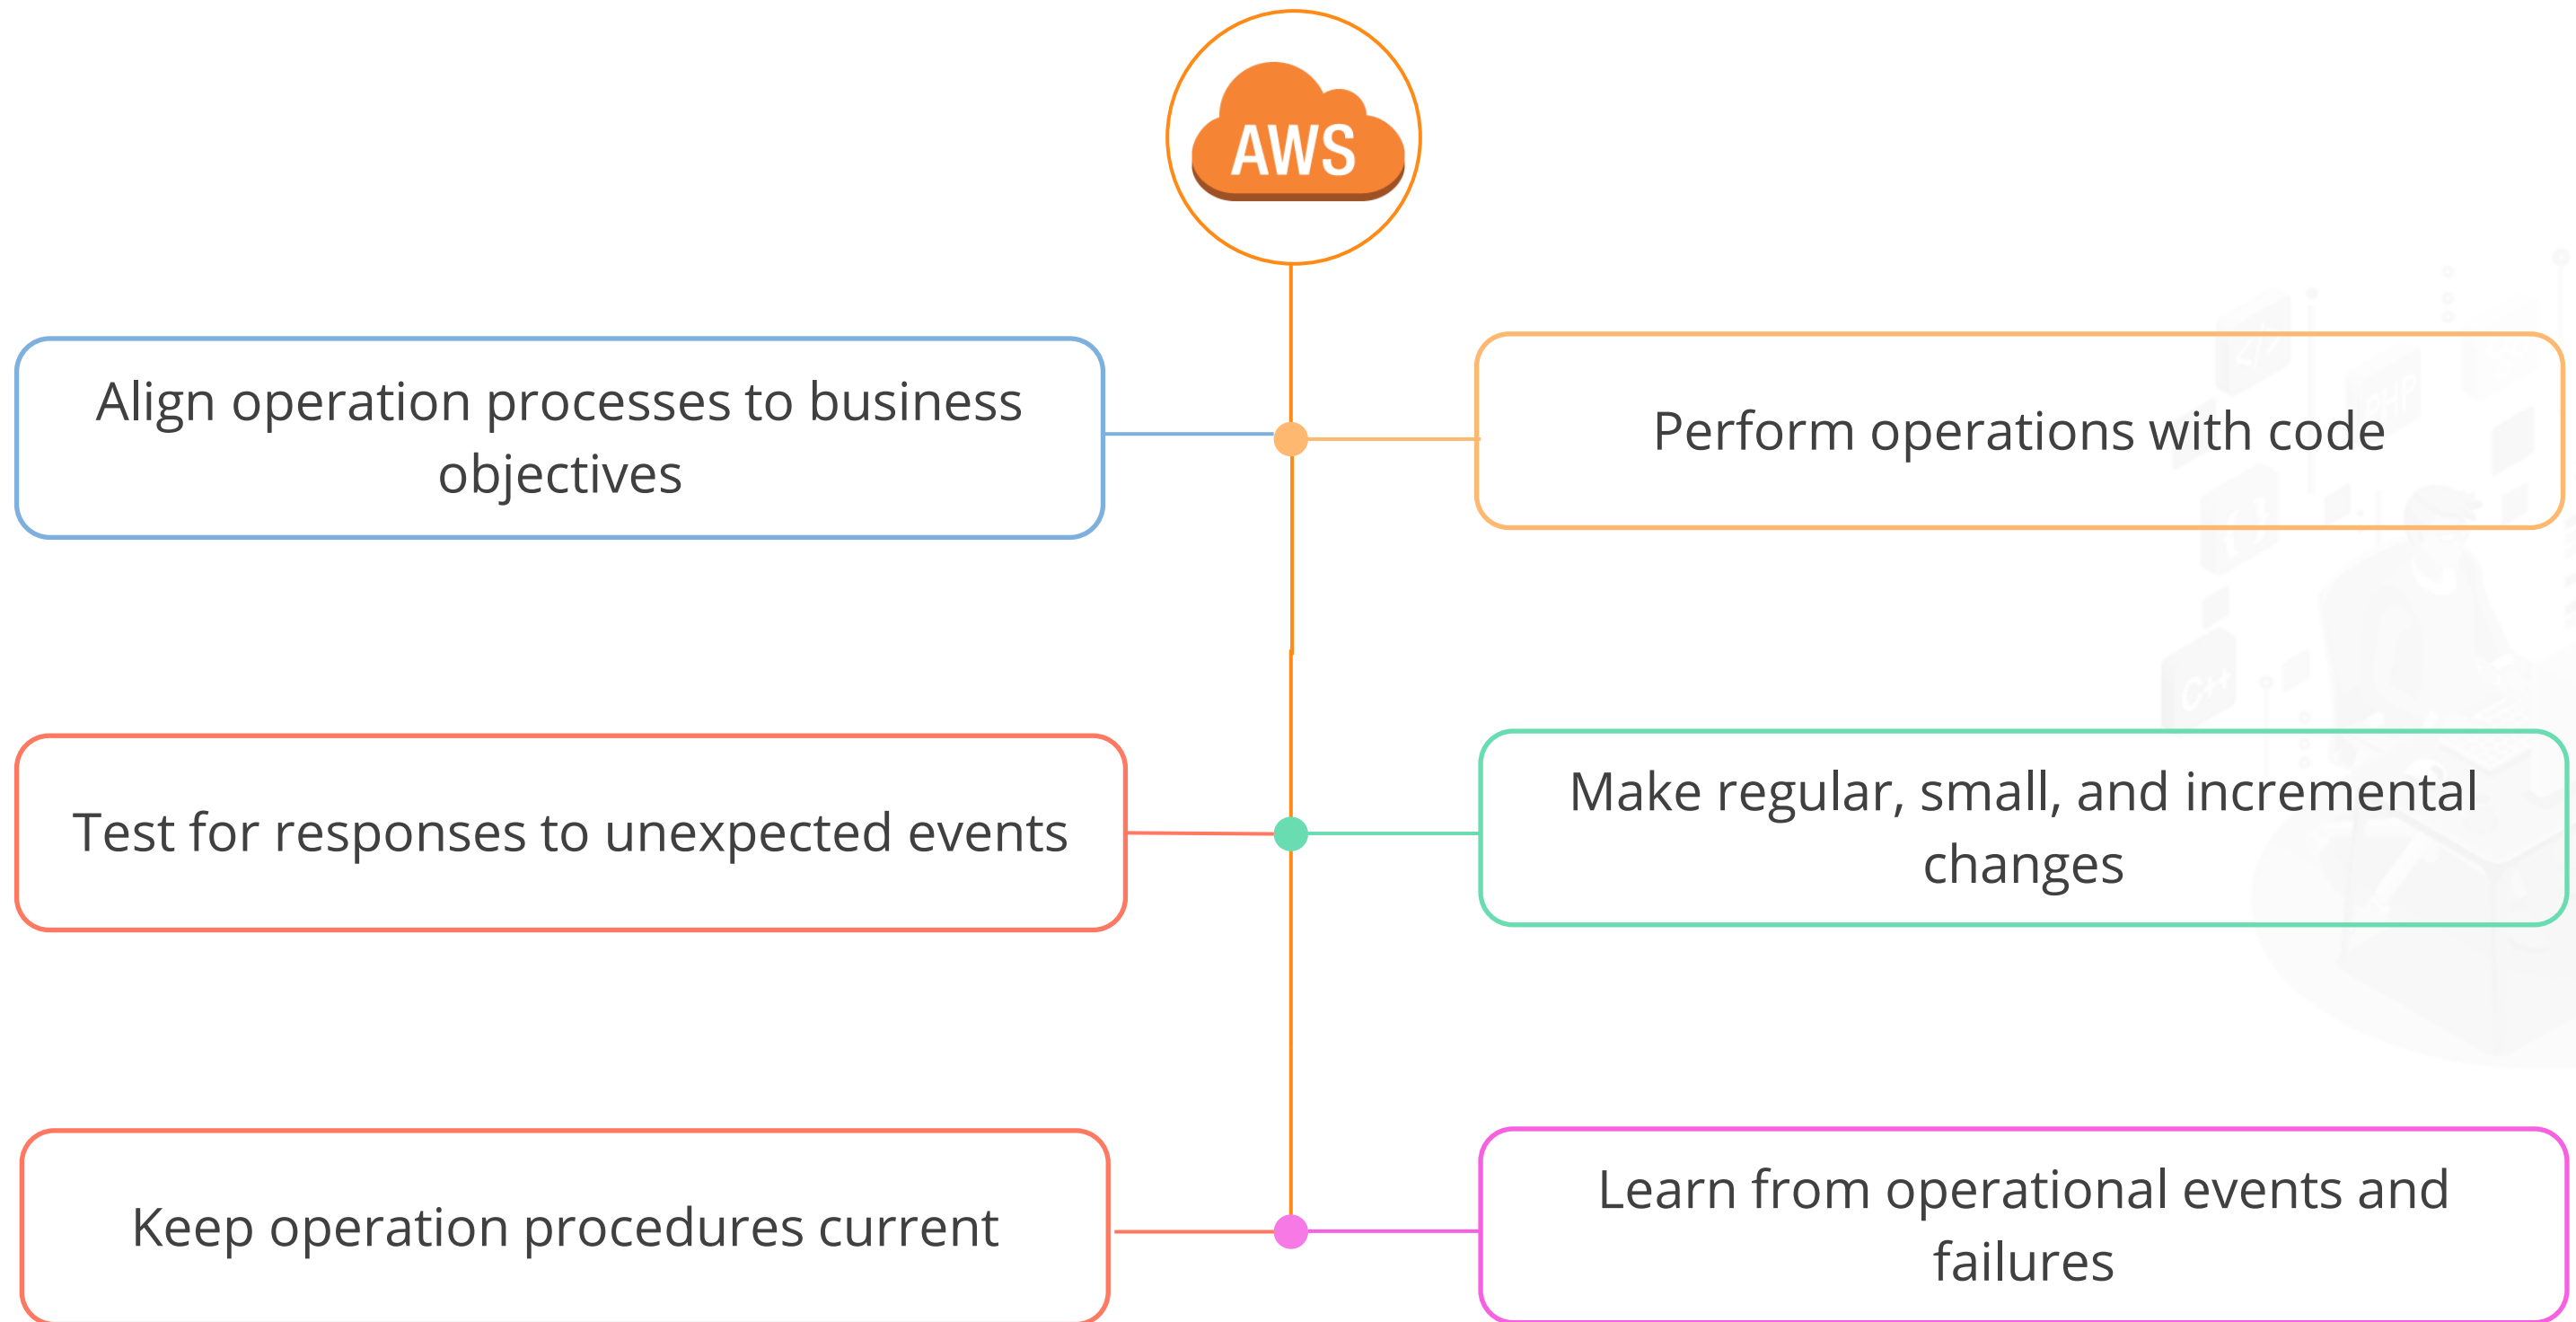 AWS
Align operation processes to business
objectives
Perform operations with code
Test for responses to unexpected events
Make regular, small, and incremental
changes
Keep operation procedures current
Learn from operational events and
failures
PHP
C++